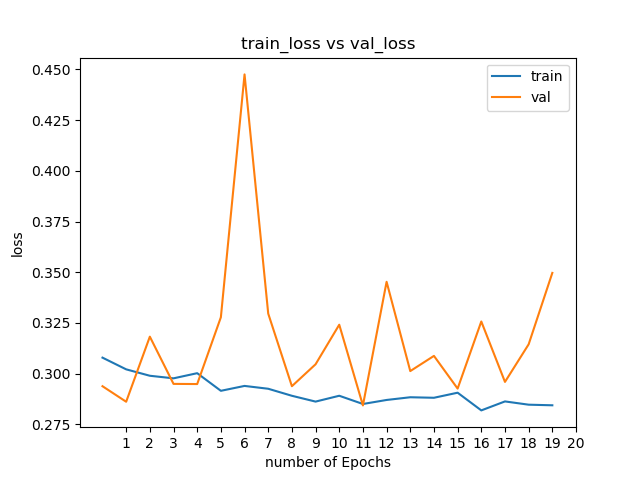 train_loss vs val_loss
train
val
0.450
0.425
0.400
0.375
0.350
0.325
0.300
0.275
loss
1 2 3 4 5 6 7 8 9 10 11 12 13 14 15 16 17 18 19 20
number of Epochs